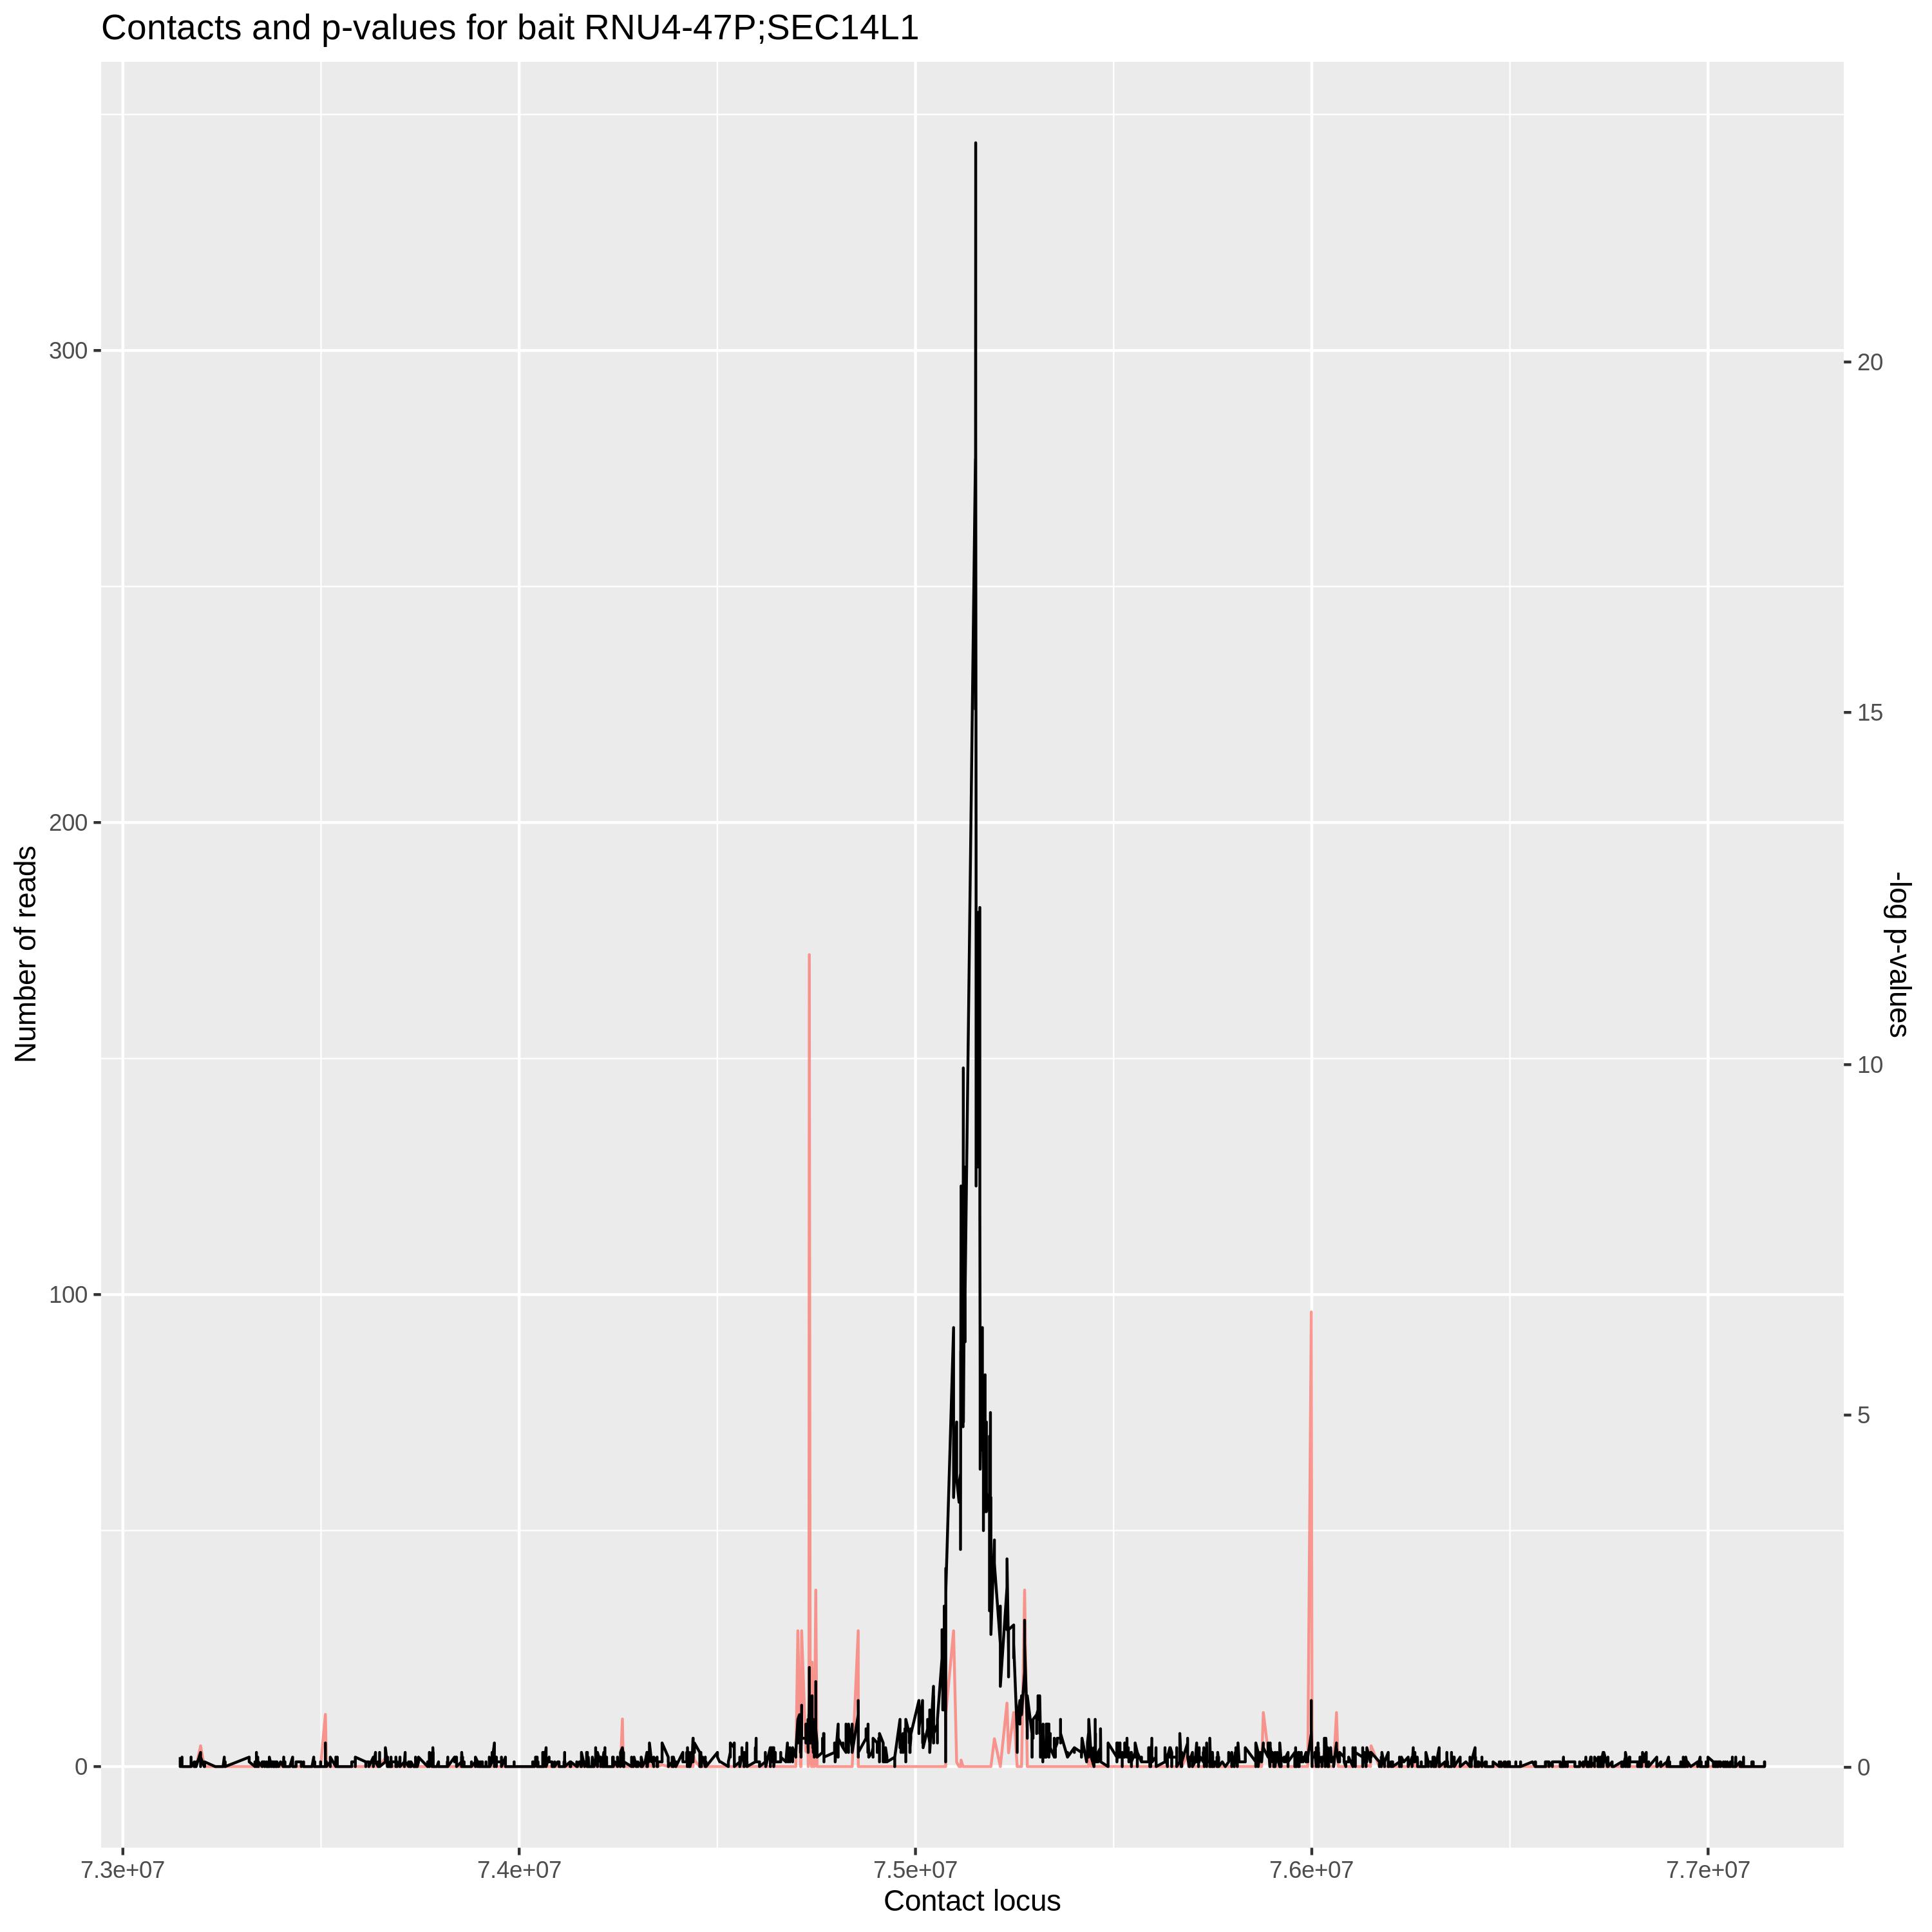 Contacts and p-values for bait RNU4-47P;SEC14L1
300
200
100
0
Number of reads
20
15
10
5
0
-log p-values
7.3e+07
7.4e+07
7.5e+07
7.6e+07
7.7e+07
Contact locus